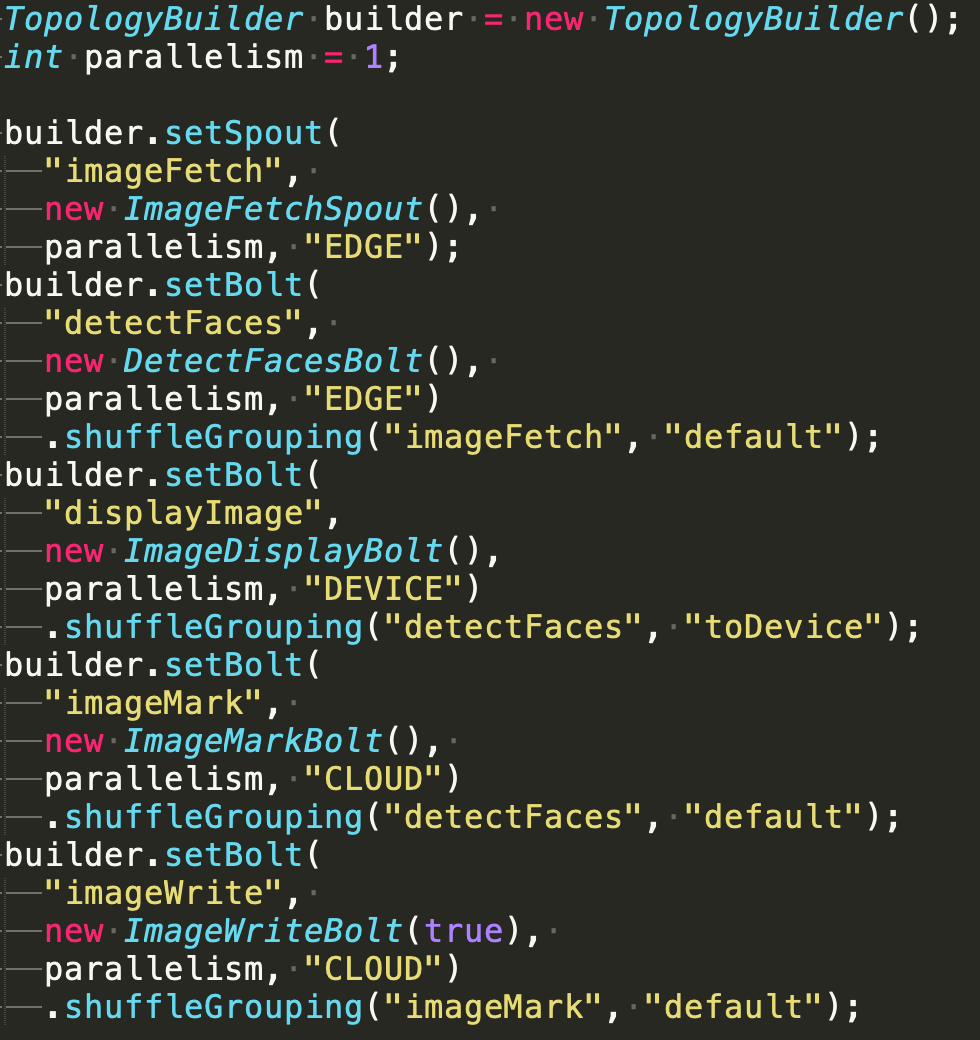 TopologyBuilder builder = new TopologyBuilder();
int parallelism = 1;
builder.setSpout(
"imageFetch",
new ImageFetchSpout(),
parallelism, "EDGE");
builder.setBolt(
"detectFaces",
new DetectFacesBolt(),
parallelism, "EDGE")
.shuffleGrouping("imageFetch", "default");
builder.setBolt(
"displayImage",
new ImageDisplayBolt(),
parallelism, "DEVICE")
.shuffleGrouping("detectFaces", "toDevice");
builder.setBolt(
"imageMark",
new ImageMarkBolt(),
parallelism, "CLOUD")
.shuffleGrouping("detectFaces", "default");
builder.setBolt(
"imageWrite",
new ImageWriteBolt(true),
parallelism, "CLOUD")
.shuffleGrouping("imageMark", "default");